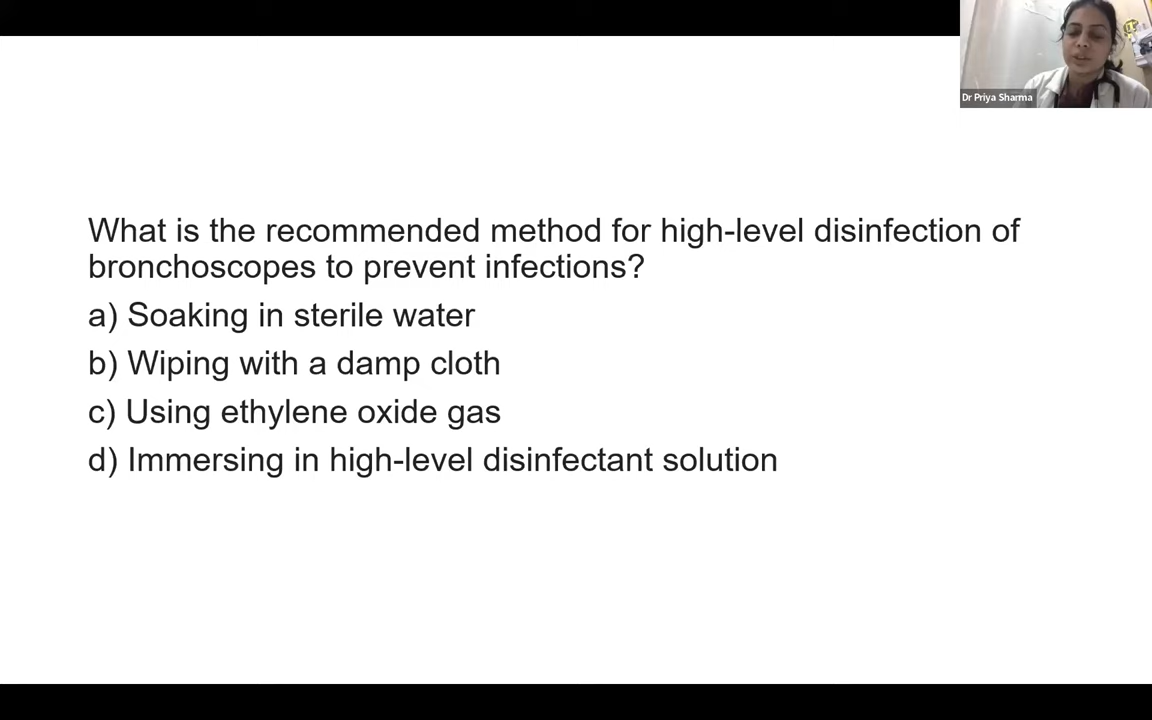 Dr Priya Sharma
What is the recommended method for high-level disinfection of
bronchoscopes to prevent infections?
a) Soaking in sterile water
b) Wiping with a damp cloth
c) Using ethylene oxide gas
d) Immersing in high-level disinfectant solution